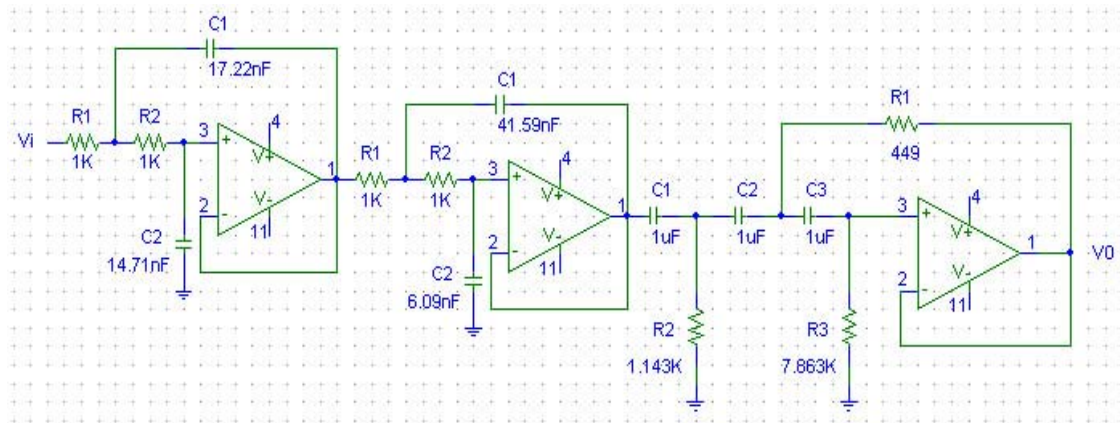 C1
17.22nF
C1
41.59nF
R1
449
R1
R2
Vi
1K
1K
3
+
4
V+
V-
1
2
-
11
C2
14.71nF
R1
1K
R2
1K
3
+
4
V+
V-
1
2
-
11
C2
6.09nF
C1
1uF
C2
1uF
C3
1uF
R2
1.143K
R3
7.863K
3
+
4
V+
V-
1
2
-
11
V0